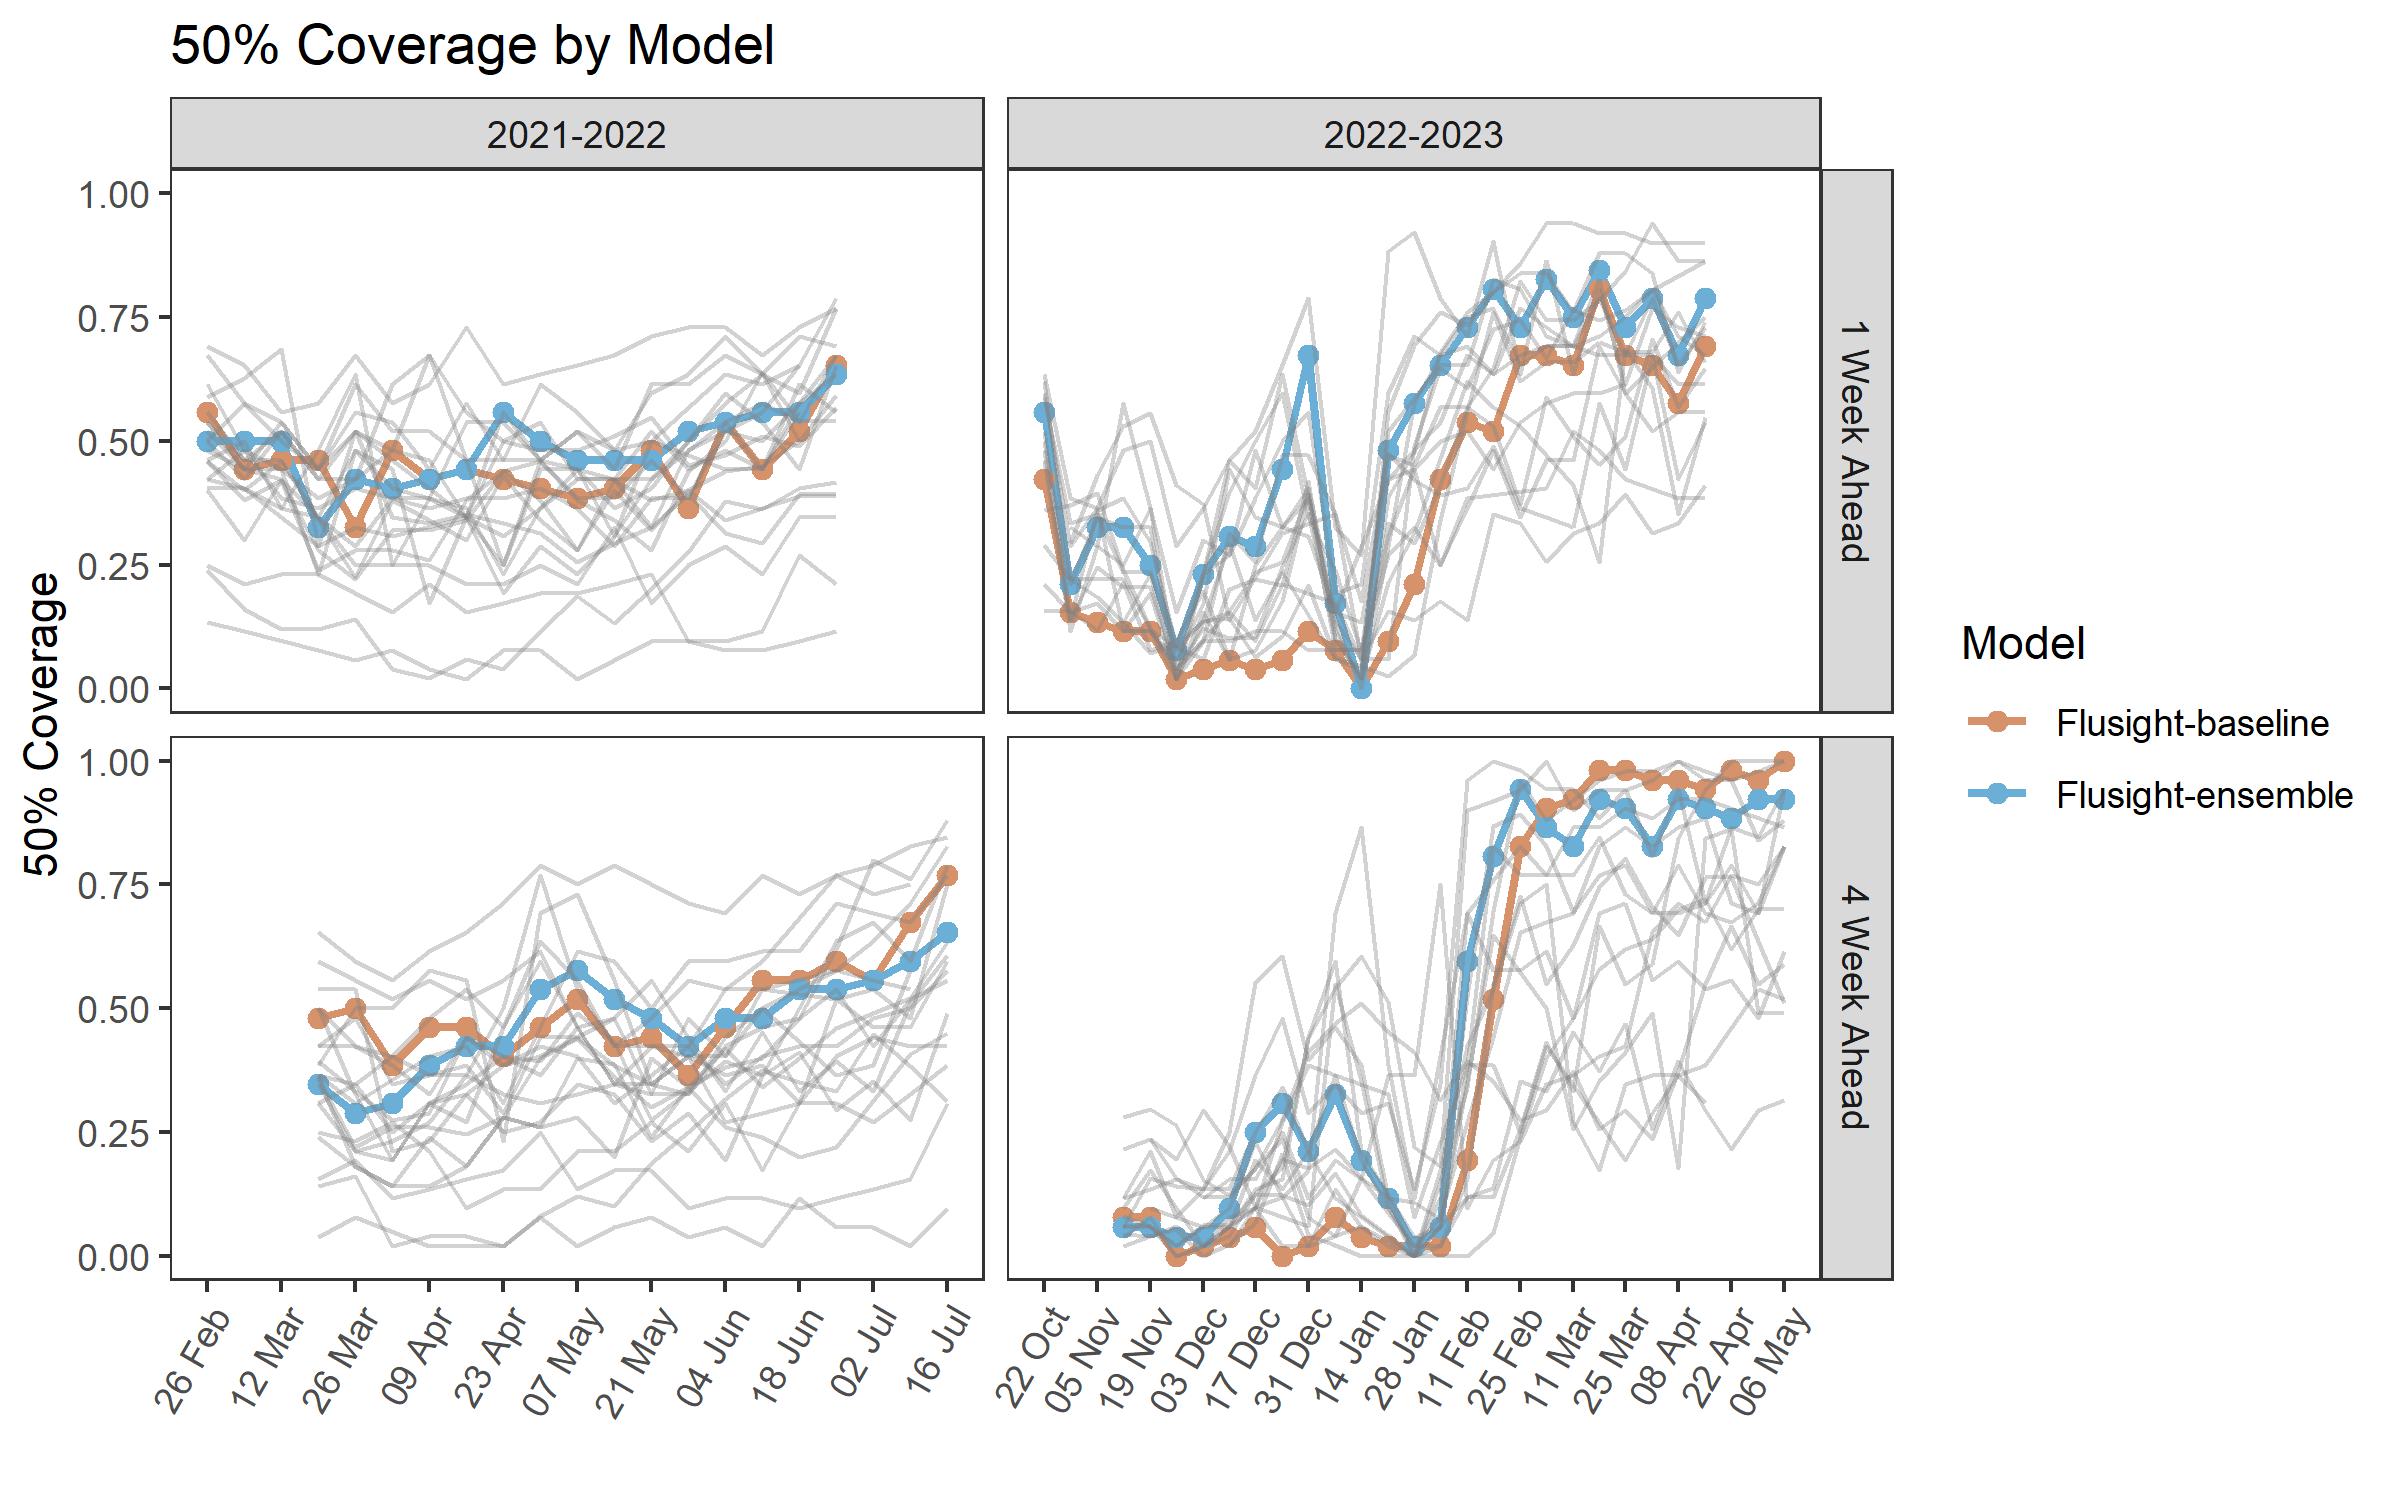 50% Coverage by Model
2021-2022
2022-2023
1.00
0.75
0.50
0.25
0.00
1 Week Ahead
50% Coverage
1.00
0.75
0.50
0.25
0.00
4 Week Ahead
26 Feb
12 Mar
26 Mar
09 Apr
23 Apr
07 May
21 May
04 Jun
18 Jun
02 Jul
16 Jul
22 Oct
05 Nov
19 Nov
03 Dec
17 Dec
31 Dec
14 Jan
28 Jan
11 Feb
25 Feb
11 Mar
25 Mar
08 Apr
22 Apr
06 May
Model
Flusight-baseline
Flusight-ensemble